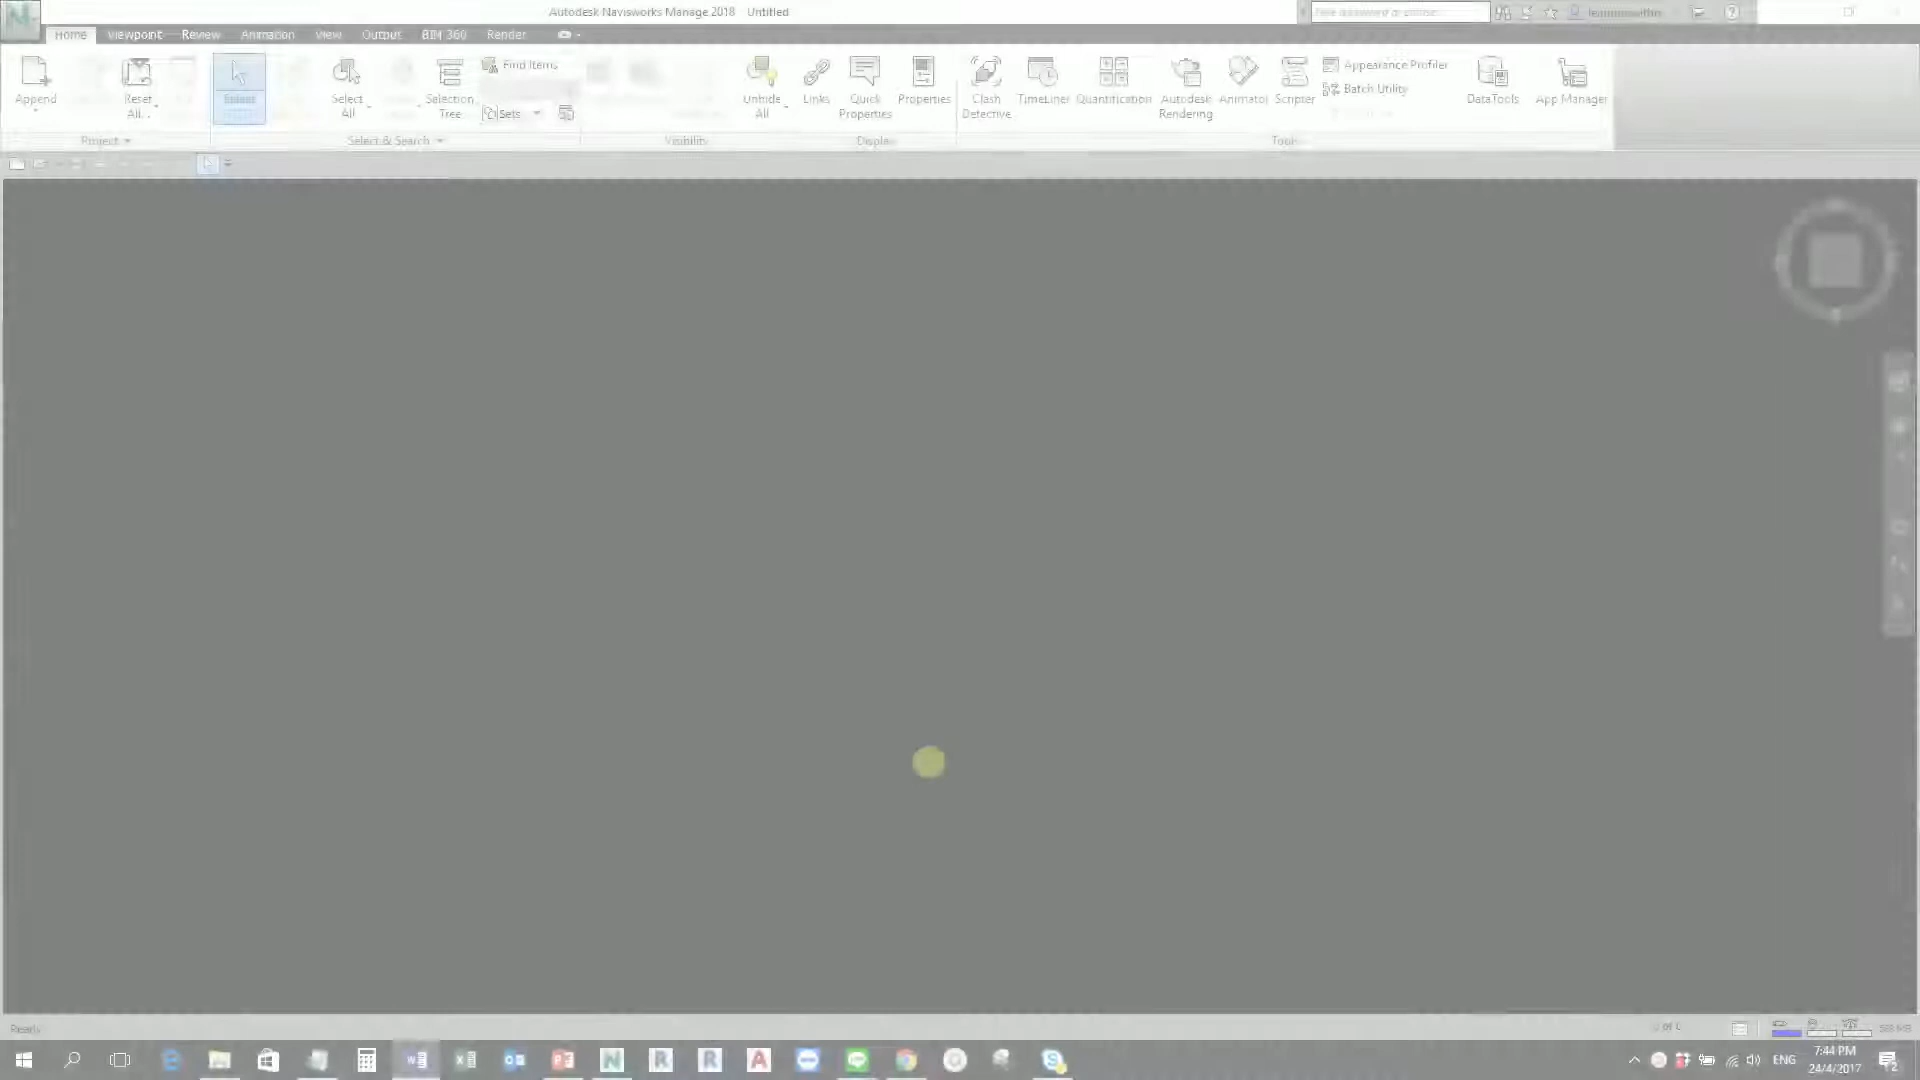 Autodesk Navisworks Manage 2018 Untitled
Home Viewpoint Review Animation View Output BIM 360 Render
Append
Reset All...
Select
Select All
Selection Tree
Find Items
Sets
Unhide All
Links
Quick Properties
Properties
Clash Detective
TimeLiner
Quantification
Autodesk Rendering
Animator
Scripter
Appearance Profiler
Batch Utility
DataTools
App Manager
Project Select & Search Visibility Display Tools
Ready
ENG
7:44 PM
24/4/2017